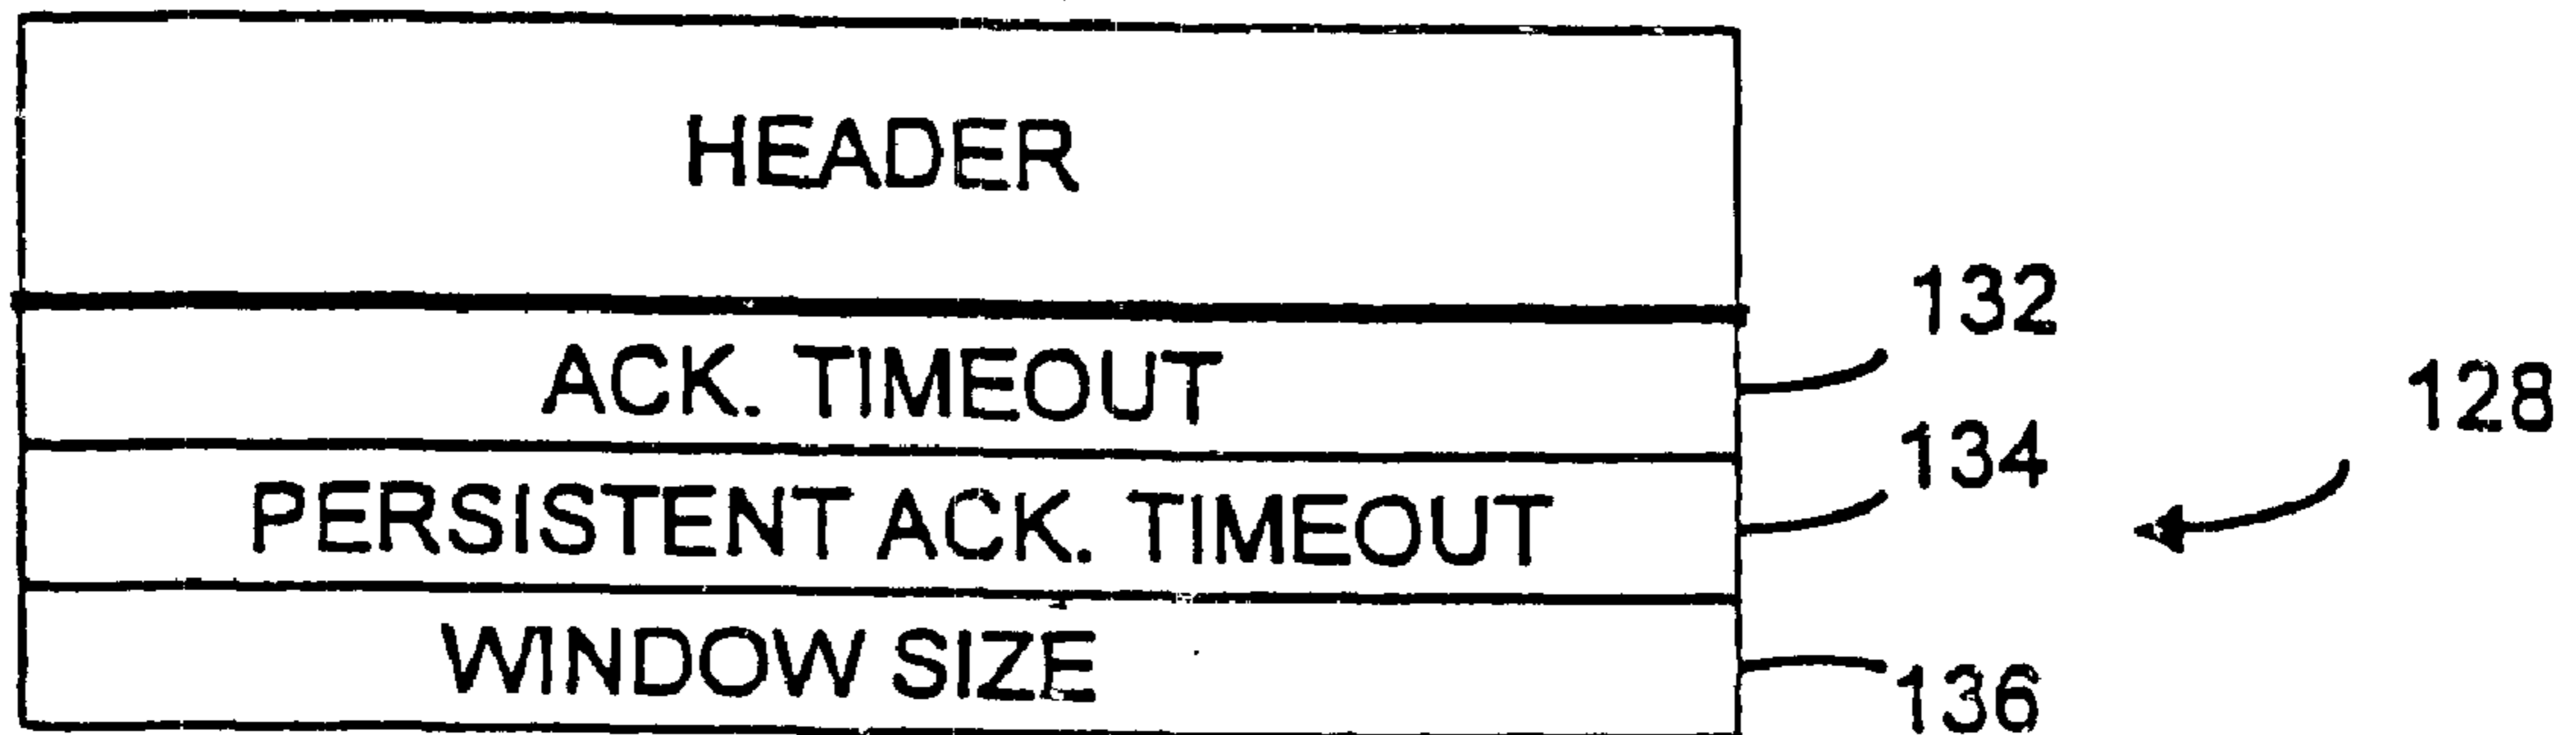 HEADER
132
ACK. TIMEOUT
128
134
PERSISTENT ACK. TIMEOUT
WINDOW SIZE
136